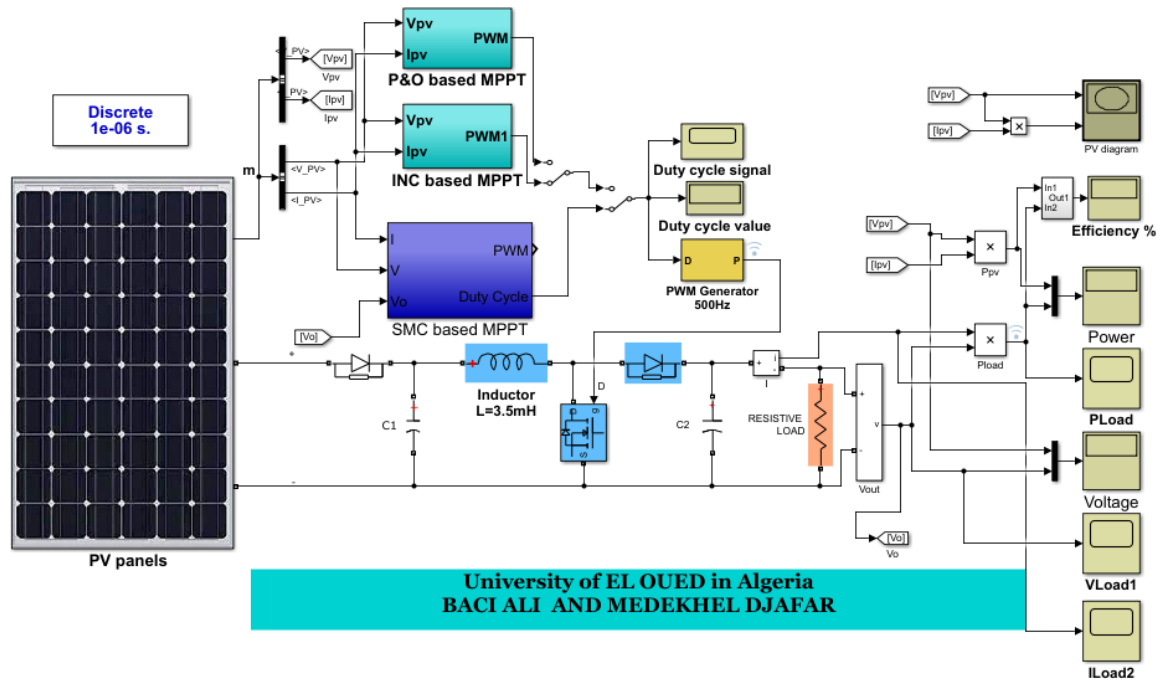 Discrete
1e-06 s.
PV panels
m
+
-
[Vpv]
Vpv
[Ipv]
Ipv
<V_PV>
<I_PV>
Vpv
Ipv
PWM
P&O based MPPT
Vpv
Ipv
PWM1
INC based MPPT
I
V
Vo
PWM
Duty Cycle
SMC based MPPT
[Vo]
Duty cycle signal
Duty cycle value
D
P
PWM Generator
500Hz
+
Inductor
L=3.5mH
+
C1
D
D
g
S
+
C2
+
i
-
I
+
RESISTIVE
LOAD
+
-
v
Vout
[Vo]
Vo
[Vpv]
[Ipv]
×
PV diagram
[Vpv]
[Ipv]
×
Ppv
In1
Out1
In2
Efficiency %
×
Pload
Power
PLoad
Voltage
VLoad1
ILoad2
University of EL OUED in Algeria
BACI ALI AND MEDEKHEL DJAFAR